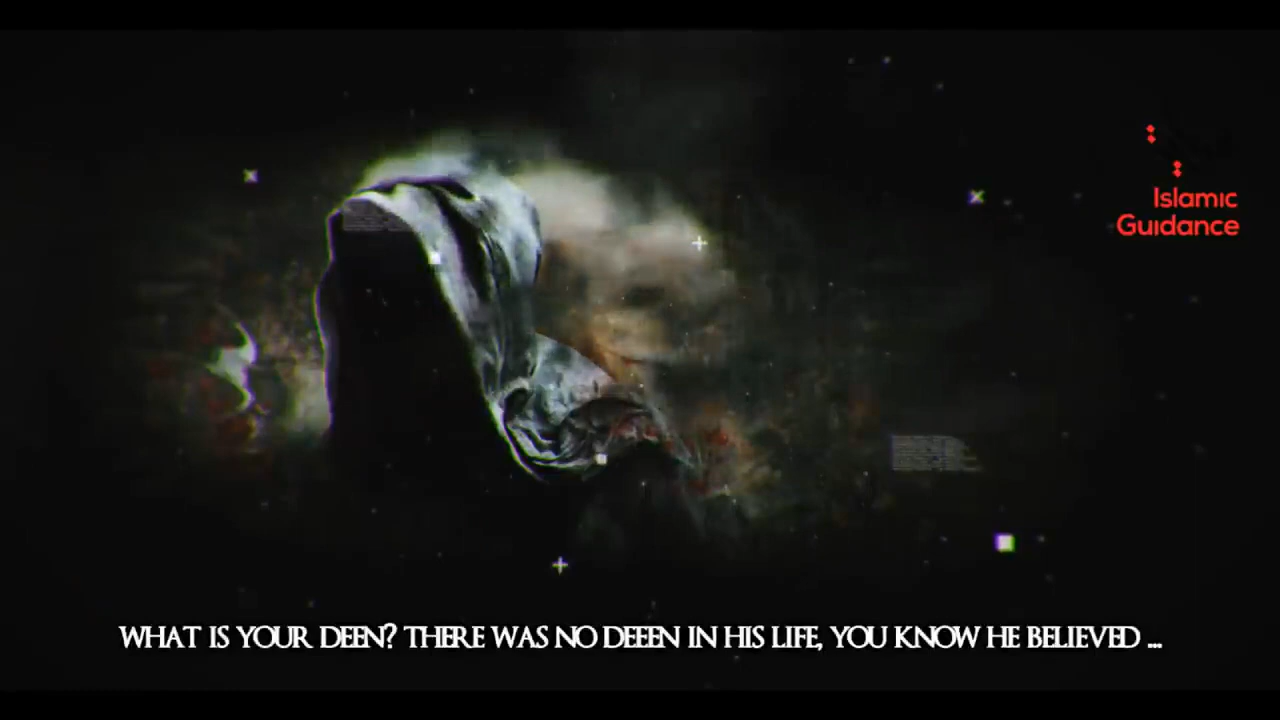 Islamic
Guidance
WHAT IS YOUR DEEN? THERE WAS NO DEEEN IN HIS LIFE, YOU KNOW HE BELIEVED ...